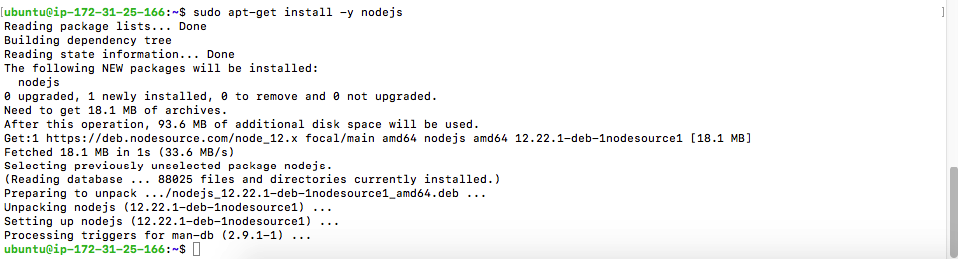 [ubuntu@ip-172-31-25-166:~$ sudo apt-get install -y nodejs ]
Reading package lists... Done
Building dependency tree
Reading state information... Done
The following NEW packages will be installed:
  nodejs
0 upgraded, 1 newly installed, 0 to remove and 0 not upgraded.
Need to get 18.1 MB of archives.
After this operation, 93.6 MB of additional disk space will be used.
Get:1 https://deb.nodesource.com/node_12.x focal/main amd64 nodejs amd64 12.22.1-deb-1nodesource1 [18.1 MB]
Fetched 18.1 MB in 1s (33.6 MB/s)
Selecting previously unselected package nodejs.
(Reading database ... 88025 files and directories currently installed.)
Preparing to unpack .../nodejs_12.22.1-deb-1nodesource1_amd64.deb ...
Unpacking nodejs (12.22.1-deb-1nodesource1) ...
Setting up nodejs (12.22.1-deb-1nodesource1) ...
Processing triggers for man-db (2.9.1-1) ...
ubuntu@ip-172-31-25-166:~$